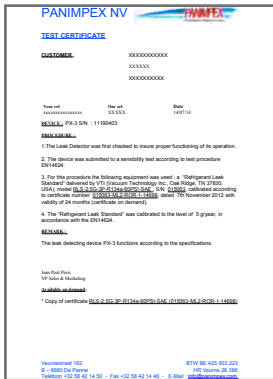 PANIMPEX NV
PANIMPEX
TEST CERTIFICATE
CUSTOMER : XXXXXXXXXXX
XXXXXX
XXXXXXXXXX
Your ref. Our ref. Date
xxxxxxxxxxxxxxx XXXXX 14/07/14
DEVICE : PX-3 S/N : 11190403
PROCEDURE :
1.The Leak Detector was first checked to insure proper functioning of its operation.
2. The device was submitted to a sensibility test according to test procedure
EN14624.
3. For this procedure the following equipment was used : a "Refrigerant Leak
Standard" delivered by VTI (Vacuum Technology Inc., Oak Ridge, TN 37830,
USA), model RLS-2.5G-3P-R134a-60PSI-SAE , S/N 015063, calibrated according
to certificate number 015063-ML2-ROR-1-14698, dated 7th November 2012 with
validity of 24 months (certificate on demand).
4. The "Refrigerant Leak Standard" was calibrated to the level of 5 g/year, in
accordance with the EN14624.
REMARK :
The leak detecting device PX-3 functions according to the specifications.
Jean Paul Peirs
VP Sales & Marketing
Available on demand:
* Copy of certificate RLS-2.5G-3P-R134a-60PSI-SAE (015063-ML2-ROR-1-14698)
Veurnestraat 182 BTW BE 425.003.223
B – 8660 De Panne HR Veurne 28 386
Telefoon +32 58 42 14 50 - Fax +32 58 42 14 46 - E-Mail : info@panimpex.com